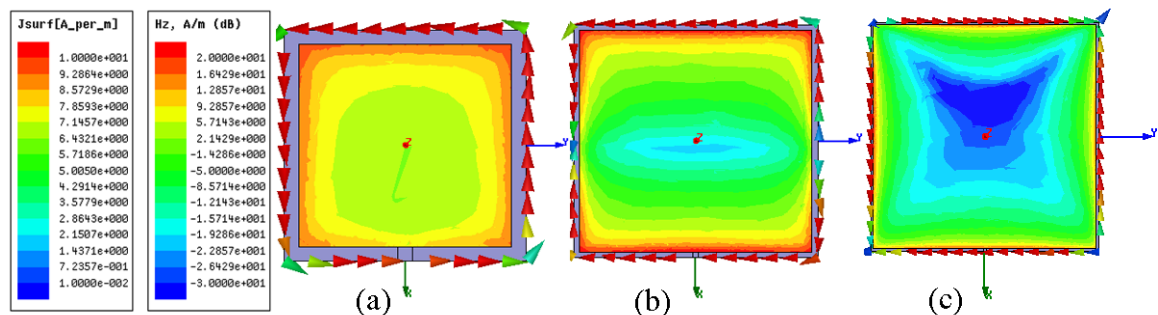 Jsurf[A_per_m]
1.0000e+001
9.2864e+000
8.5729e+000
7.8593e+000
7.1457e+000
6.4321e+000
5.7186e+000
5.0050e+000
4.2914e+000
3.5779e+000
2.8643e+000
2.1507e+000
1.4371e+000
7.2357e-001
1.0000e-002
Hz, A/m (dB)
2.0000e+001
1.6429e+001
1.2857e+001
9.2857e+000
5.7143e+000
2.1429e+000
-1.4286e+000
-5.0000e+000
-8.5714e+000
-1.2143e+001
-1.5714e+001
-1.9286e+001
-2.2857e+001
-2.6429e+001
-3.0000e+001
Z
Y
X
(a)
Z
Y
X
(b)
Z
Y
X
(c)